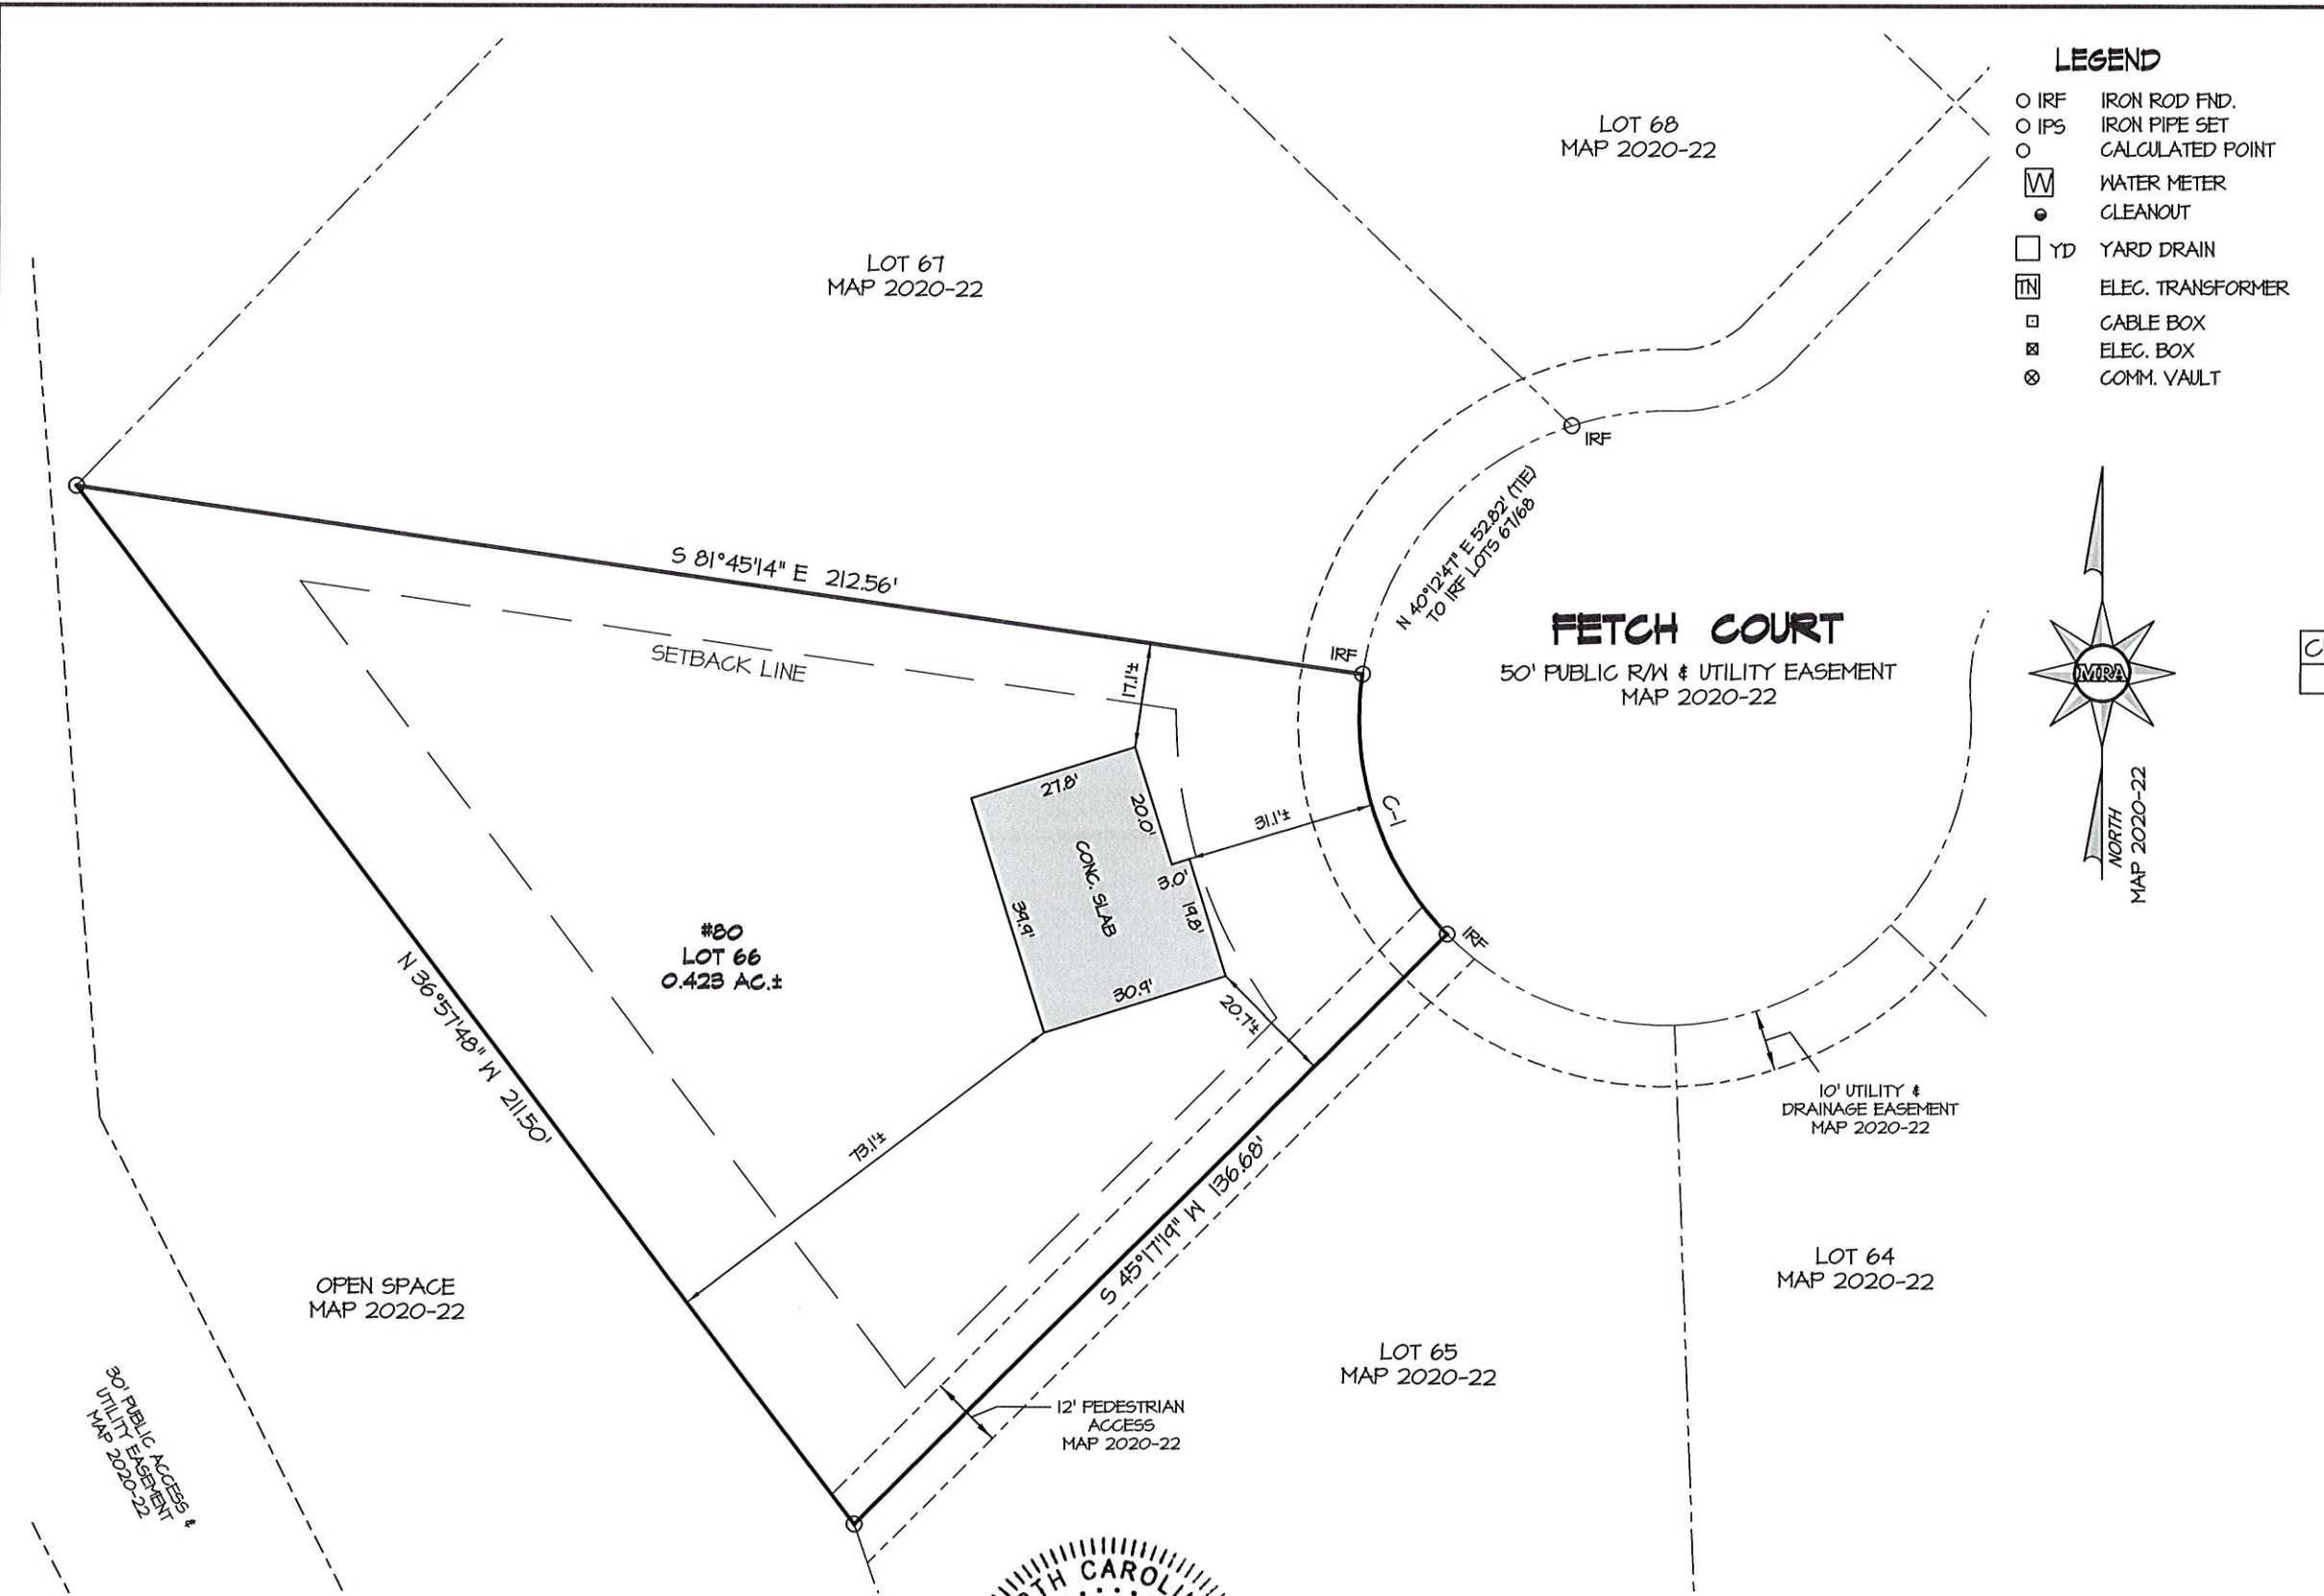 LEGEND
IRF IRON ROD FND.
IPS IRON PIPE SET
CALCULATED POINT
W WATER METER
CLEANOUT
YD YARD DRAIN
TN ELEC. TRANSFORMER
CABLE BOX
ELEC. BOX
COMM. VAULT
LOT 68
MAP 2020-22
LOT 67
MAP 2020-22
IRF
N 40°12'47" E 52.82' (TIE)
TO IRF LOTS 67/68
S 81°45'14" E 212.56'
SETBACK LINE
IRF
FETCH COURT
50' PUBLIC R/W & UTILITY EASEMENT
MAP 2020-22
MRA
NORTH
MAP 2020-22
17.1'±
27.8'
20.0'
31.1'±
C-1
CONC. SLAB
3.0'
19.8'
39.9'
30.9'
20.7'±
IRF
#80
LOT 66
0.423 AC.±
N 36°57'48" W 211.50'
73.1'±
S 45°17'19" W 136.68'
10' UTILITY &
DRAINAGE EASEMENT
MAP 2020-22
LOT 64
MAP 2020-22
OPEN SPACE
MAP 2020-22
LOT 65
MAP 2020-22
12' PEDESTRIAN
ACCESS
MAP 2020-22
30' PUBLIC ACCESS &
UTILITY EASEMENT
MAP 2020-22